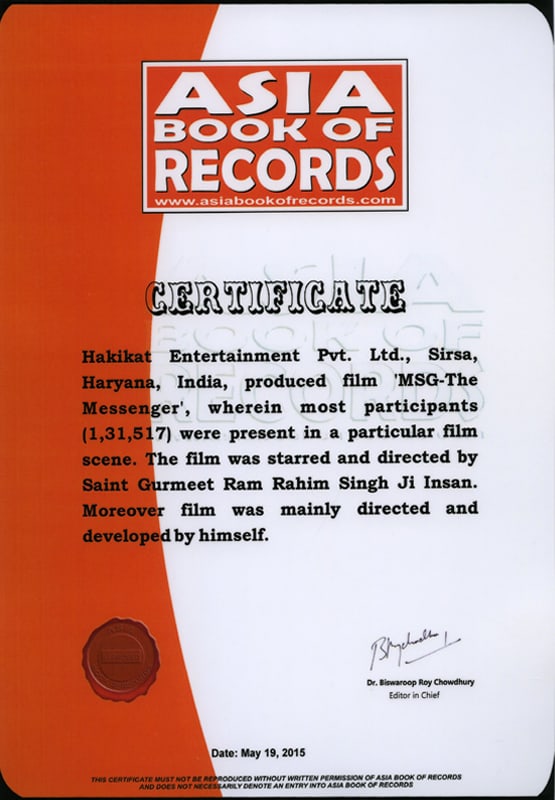 ASIA
BOOK OF
RECORDS
www.asiabookofrecords.com
CERTIFICATE
Hakikat Entertainment Pvt. Ltd., Sirsa,
Haryana, India, produced film 'MSG-The
Messenger', wherein most participants
(1,31,517) were present in a particular film
scene. The film was starred and directed by
Saint Gurmeet Ram Rahim Singh Ji Insan.
Moreover film was mainly directed and
developed by himself.
Dr. Biswaroop Roy Chowdhury
Editor in Chief
Date: May 19, 2015
THIS CERTIFICATE MUST NOT BE REPRODUCED WITHOUT WRITTEN PERMISSION OF ASIA BOOK OF RECORDS
AND DOES NOT NECESSARILY DENOTE AN ENTRY INTO ASIA BOOK OF RECORDS